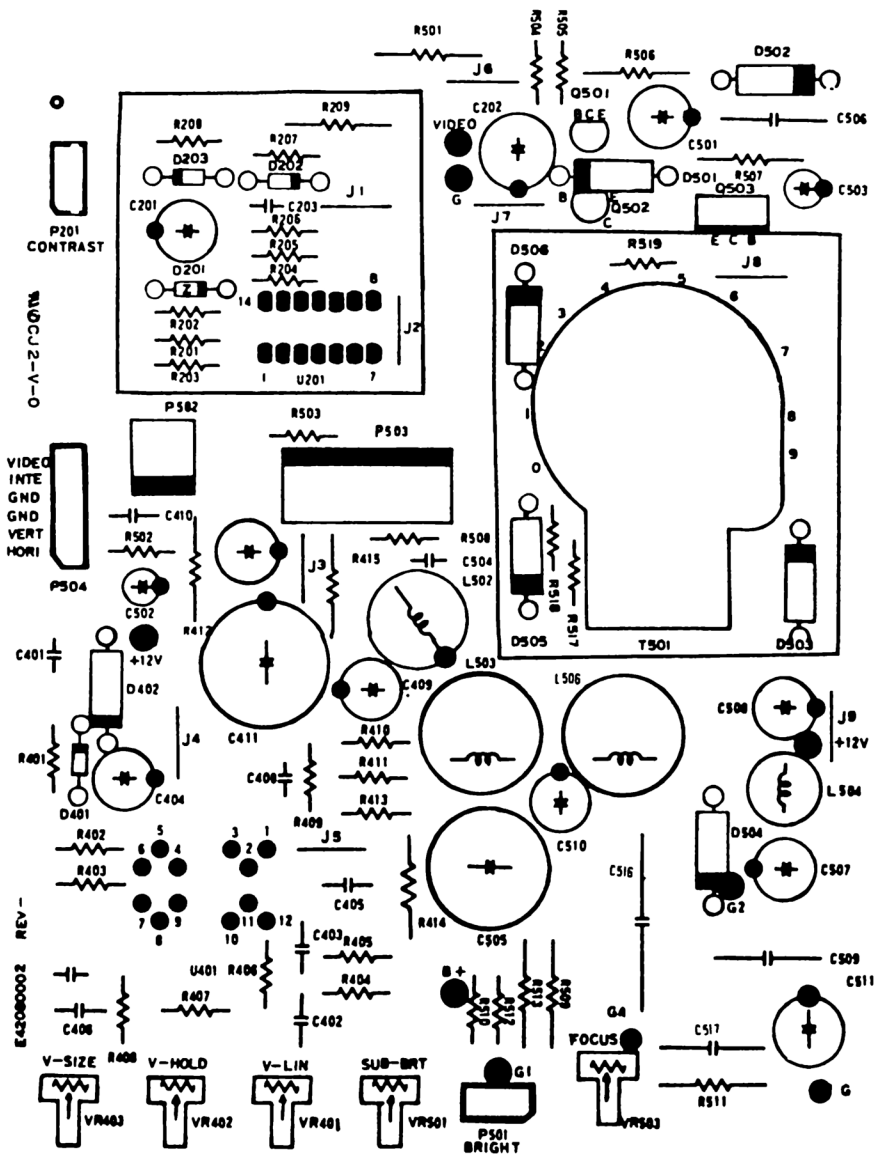 R501
R504
R505
J6
R506
D502
Q501
B C E
R209
R208
R207
C202
VIDEO
C501
C506
D203
D202
R507
D501
C503
J1
G
B
E
Q502
C
Q503
E C B
C201
C203
J7
P201
CONTRAST
R206
R205
R204
D201
Z
R519
D506
J8
8
14
4
5
6
3
J2
R202
R201
R203
2
7
1
U201
7
1
8
P502
R503
P503
9
0
VIDEO
INTE
GND
GND
VERT
HORI
C410
R502
J3
R415
R508
C504
L502
R518
R517
P504
C502
R412
C401
+12V
D505
T501
D503
D402
C409
L503
L506
C508
J9
+12V
J4
C411
R410
R401
R411
C408
R413
R409
C404
D401
C510
L504
D504
R402
5
6
4
3
2
1
J5
C516
C507
R403
C405
R414
G2
7
9
8
11
12
10
C403
C505
R405
C509
U401
R406
B+
R404
C511
R510
R512
R513
R509
C406
R407
C402
G4
C517
R408
FOCUS
V-SIZE
V-HOLD
V-LIN
SUB-BRT
G1
R511
G
VR403
VR402
VR401
VR501
P501
BRIGHT
VR503
E42080002 REV-